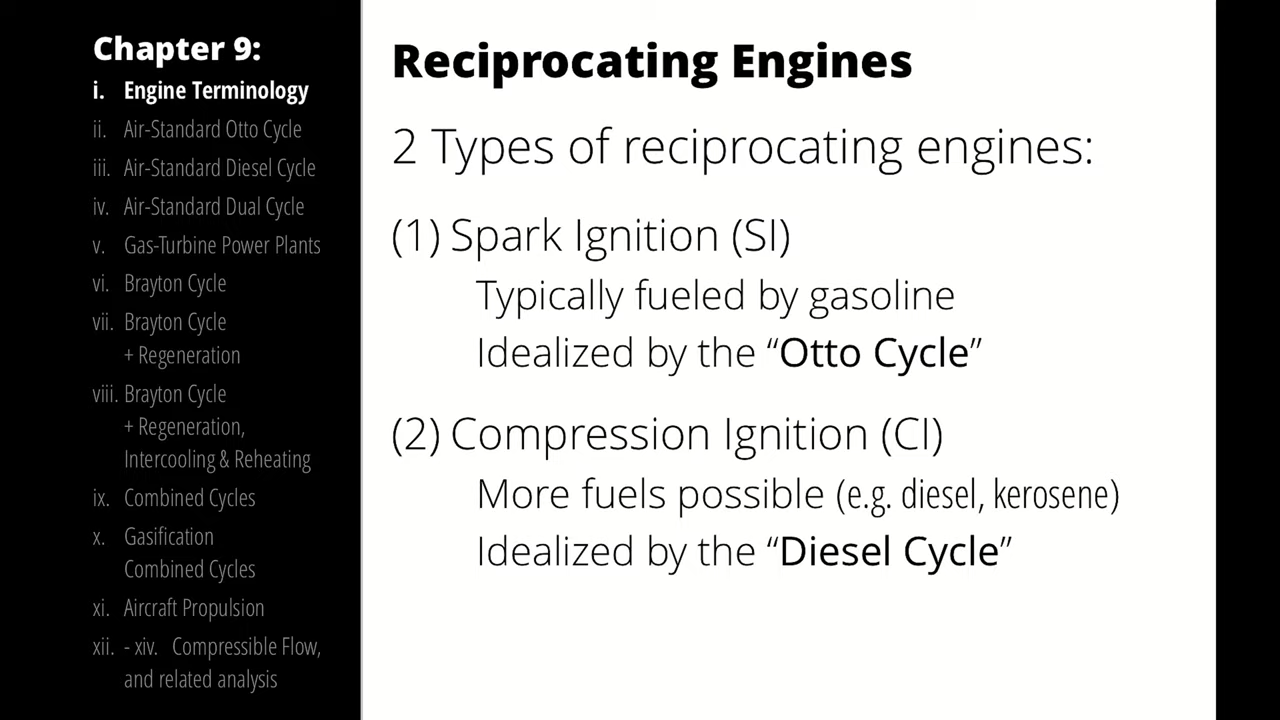 Chapter 9:
i. Engine Terminology
ii. Air-Standard Otto Cycle
iii. Air-Standard Diesel Cycle
iv. Air-Standard Dual Cycle
v. Gas-Turbine Power Plants
vi. Brayton Cycle
vii. Brayton Cycle
+ Regeneration
viii. Brayton Cycle
+ Regeneration,
Intercooling & Reheating
ix. Combined Cycles
x. Gasification
Combined Cycles
xi. Aircraft Propulsion
xii. - xiv. Compressible Flow,
and related analysis
Reciprocating Engines
2 Types of reciprocating engines:
(1) Spark Ignition (SI)
Typically fueled by gasoline
Idealized by the “Otto Cycle”
(2) Compression Ignition (CI)
More fuels possible (e.g. diesel, kerosene)
Idealized by the “Diesel Cycle”